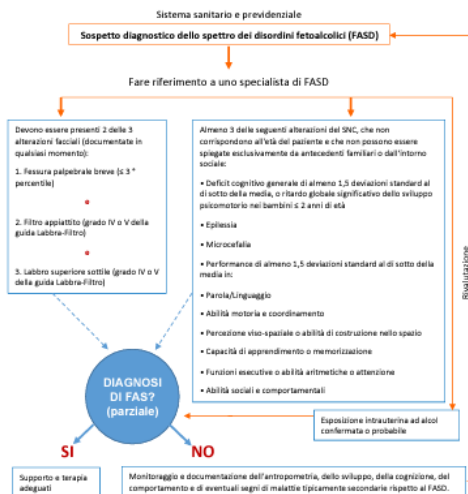 Sistema sanitario e previdenziale
Sospetto diagnostico dello spettro dei disordini fetoalcolici (FASD)
Fare riferimento a uno specialista di FASD
Devono essere presenti 2 delle 3
alterazioni facciali (documentate in
qualsiasi momento):
1. Fessura palpebrale breve (≤ 3 °
percentile)
2. Filtro appiattito (grado IV o V della
guida Labbra-Filtro)
3. Labbro superiore sottile (grado IV o V
della guida Labbra-Filtro)
Almeno 3 delle seguenti alterazioni del SNC, che non
corrispondono all'età del paziente e che non possono essere
spiegate esclusivamente da antecedenti familiari o dall'intorno
sociale:
• Deficit cognitivo generale di almeno 1,5 deviazioni standard al
di sotto della media, o ritardo globale significativo dello sviluppo
psicomotorio nei bambini ≤ 2 anni di età
• Epilessia
• Microcefalia
• Performance di almeno 1,5 deviazioni standard al di sotto della
media in:
• Parola/Linguaggio
• Abilità motoria e coordinamento
• Percezione viso-spaziale o abilità di costruzione nello spazio
• Capacità di apprendimento o memorizzazione
• Funzioni esecutive o abilità aritmetiche o attenzione
• Abilità sociali e comportamentali
Rivalutazione
DIAGNOSI
DI FAS?
(parziale)
Esposizione intrauterina ad alcol
confermata o probabile
SI
NO
Supporto e terapia
adeguati
Monitoraggio e documentazione dell'antropometria, dello sviluppo, della cognizione, del
comportamento e di eventuali segni di malattie tipicamente secondarie rispetto al FASD.